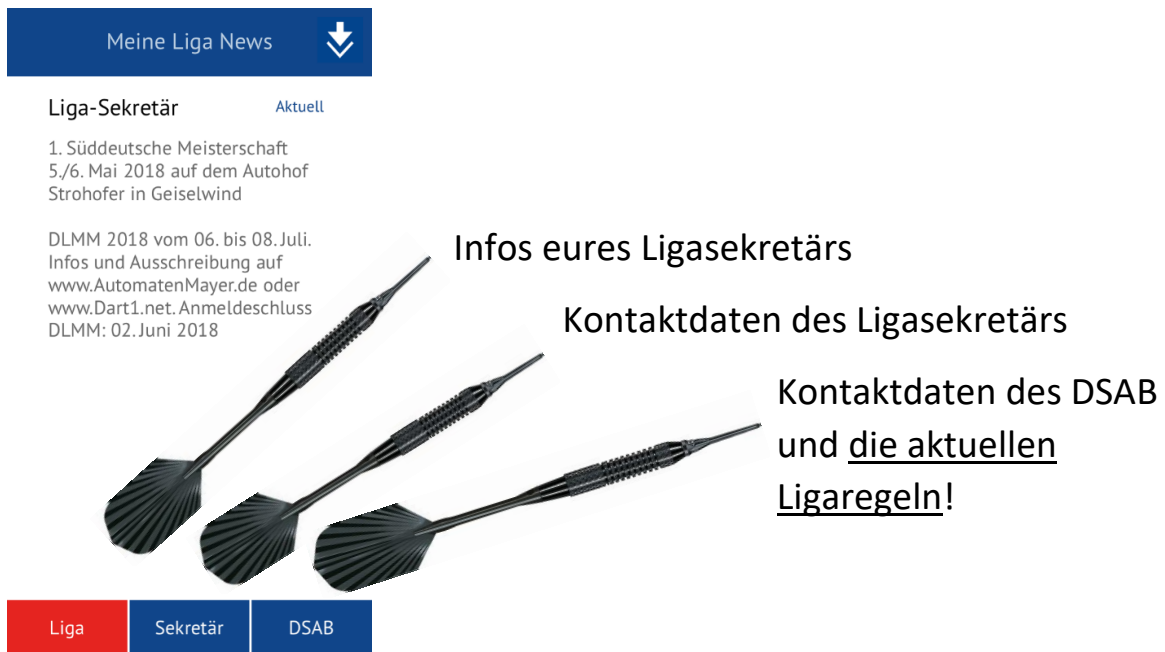 Meine Liga News
Liga-Sekretär
Aktuell
1. Süddeutsche Meisterschaft
5./6. Mai 2018 auf dem Autohof
Strohofer in Geiselwind
DLMM 2018 vom 06. bis 08. Juli.
Infos und Ausschreibung auf
www.AutomatenMayer.de oder
www.Dart1.net. Anmeldeschluss
DLMM: 02. Juni 2018
Infos eures Ligasekretärs
Kontaktdaten des Ligasekretärs
Kontaktdaten des DSAB
und die aktuellen
Ligaregeln!
Liga
Sekretär
DSAB